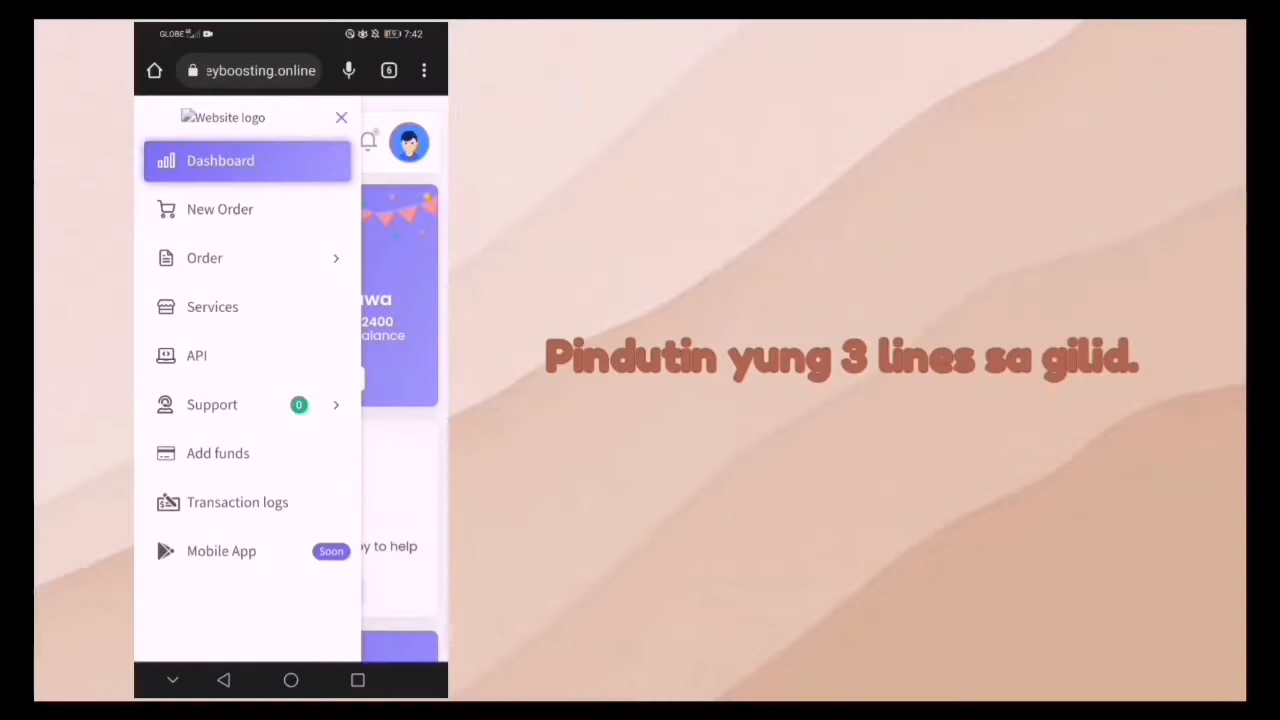 GLOBE
7:42
eyboosting.online
6
Website logo
Dashboard
New Order
Order
Services
API
Support 0
Add funds
Transaction logs
Mobile App Soon
wa
2400
alance
y to help
Pindutin yung 3 lines sa gilid.